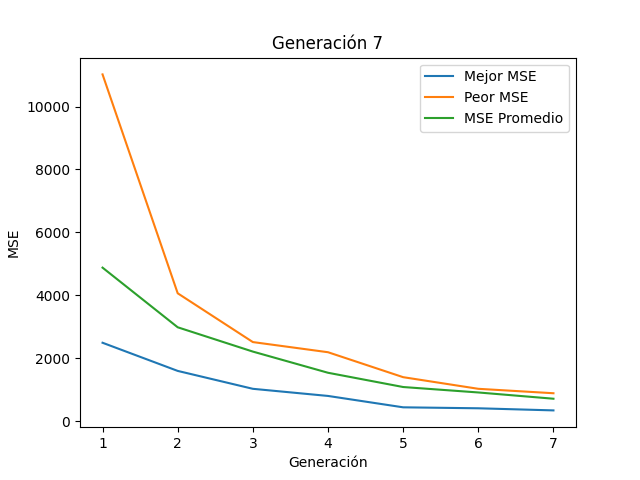 Generación 7
Mejor MSE
Peor MSE
MSE Promedio
MSE
10000
8000
6000
4000
2000
0
1 2 3 4 5 6 7
Generación